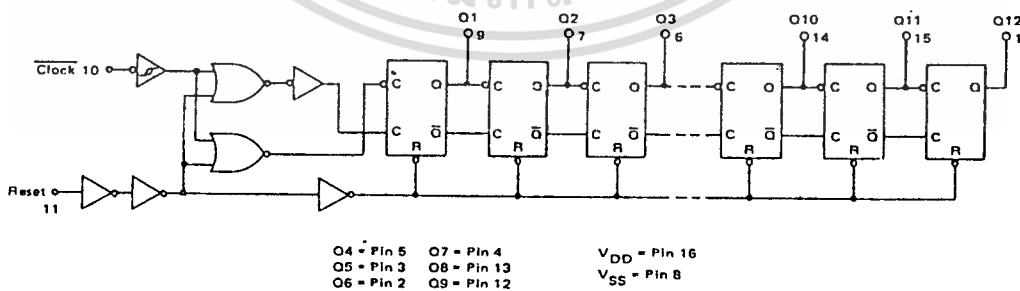 Q1 Q2 Q3 Q10 Q11 Q12
9 7 6 14 15 1
Clock 10
C Q C Q C Q C Q C Q C Q
C Q̅ C Q̅ C Q̅ C Q̅ C Q̅ C
R R R R R R
Reset
11
Q4 = Pin 5 Q7 = Pin 4 VDD = Pin 16
Q5 = Pin 3 Q8 = Pin 13 VSS = Pin 8
Q6 = Pin 2 Q9 = Pin 12